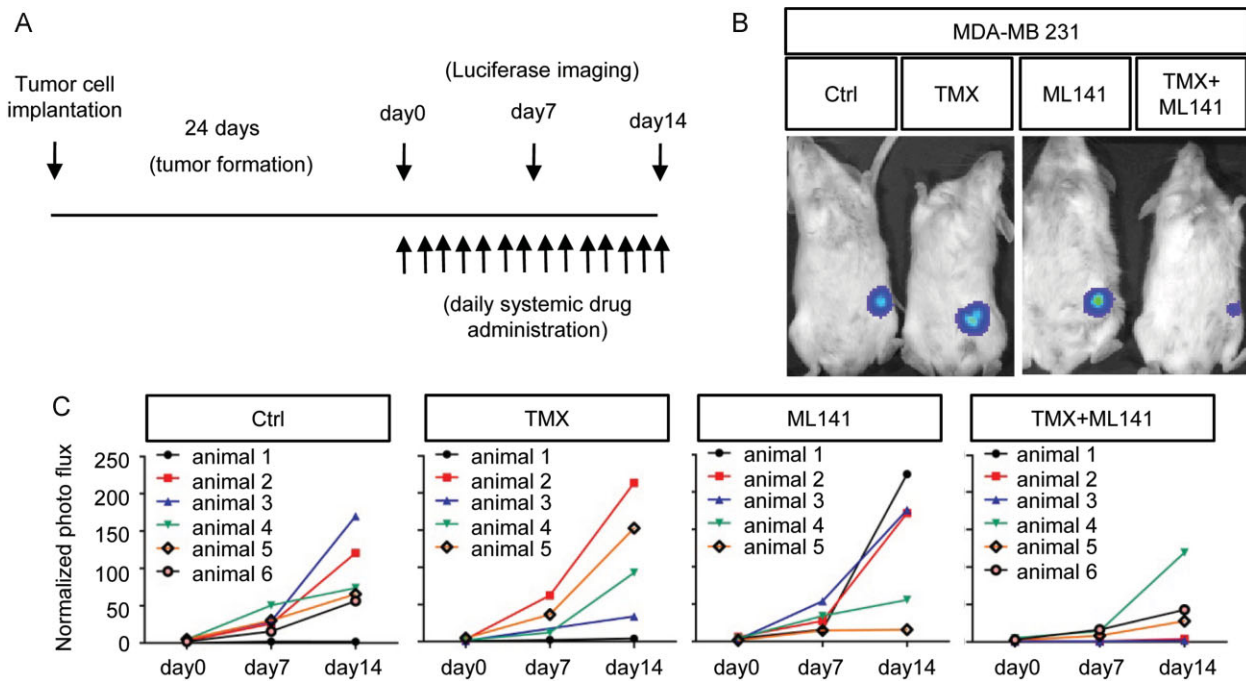 A
Tumor cell
implantation
24 days
(tumor formation)
(Luciferase imaging)
day0
day7
day14
(daily systemic drug
administration)
B
MDA-MB 231
Ctrl
TMX
ML141
TMX+
ML141
C
Normalized photo flux
Ctrl
250
200
150
100
50
0
animal 1
animal 2
animal 3
animal 4
animal 5
animal 6
day0 day7 day14
TMX
animal 1
animal 2
animal 3
animal 4
animal 5
day0 day7 day14
ML141
animal 1
animal 2
animal 3
animal 4
animal 5
day0 day7 day14
TMX+ML141
animal 1
animal 2
animal 3
animal 4
animal 5
animal 6
day0 day7 day14